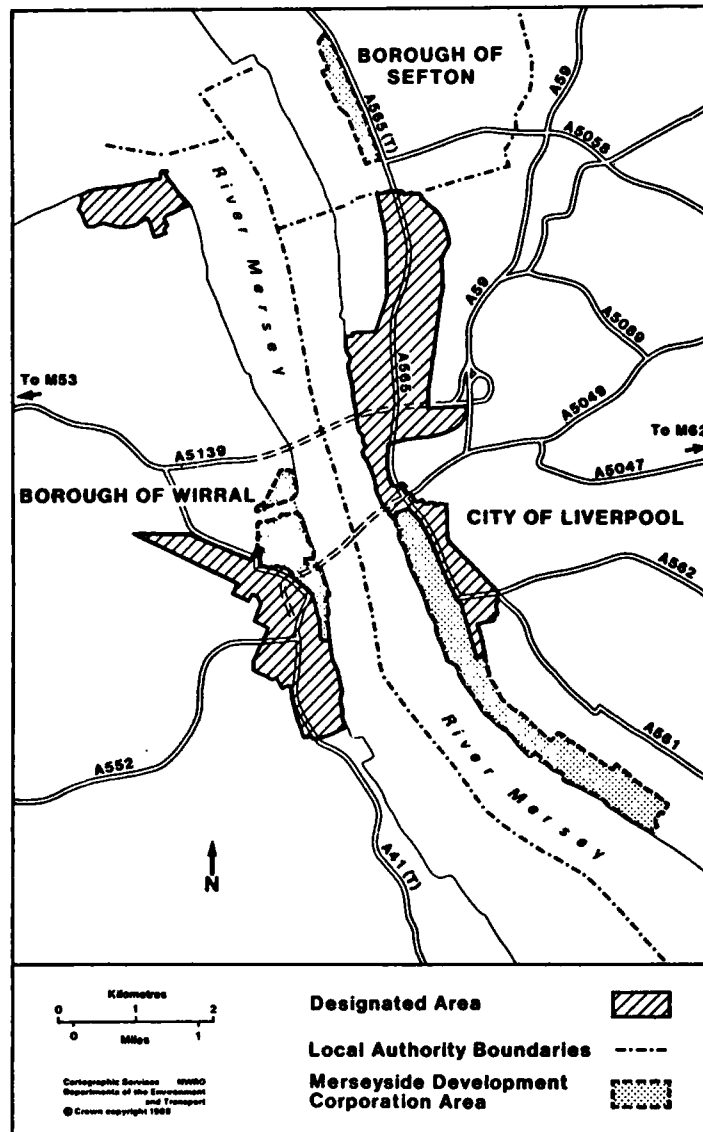 BOROUGH OF
SEFTON
A59
A565 (T)
A5058
River Mersey
A59
A5089
A565
A5049
To M53
To M62
A5139
A5047
BOROUGH OF WIRRAL
CITY OF LIVERPOOL
A562
A561
River Mersey
A552
A41 (T)
N
Kilometres
0 1 2
0 1
Miles
Cartographic Services NWRO
Departments of the Environment
and Transport
© Crown copyright 1988
Designated Area
Local Authority Boundaries
Merseyside Development
Corporation Area